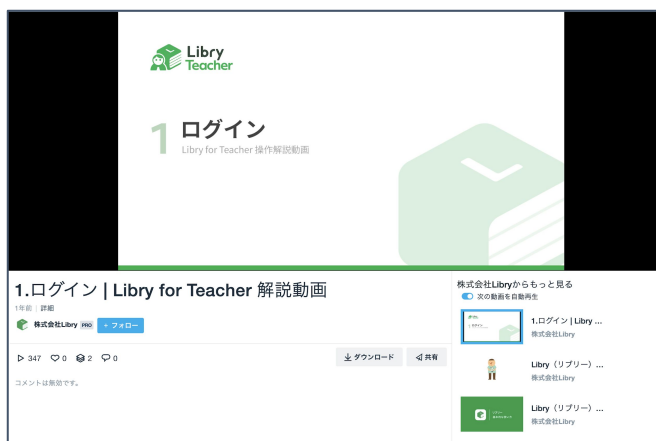 Libry
Teacher
1 ログイン
Libry for Teacher 操作解説動画
1.ログイン | Libry for Teacher 解説動画
1年前 | 詳細
株式会社Libry PRO + フォロー
347 0 2 0
ダウンロード
共有
コメントは無効です。
株式会社Libryからもっと見る
次の動画を自動再生
1.ログイン | Libry ...
株式会社Libry
Libry（リブリー）...
株式会社Libry
Libry（リブリー）...
株式会社Libry